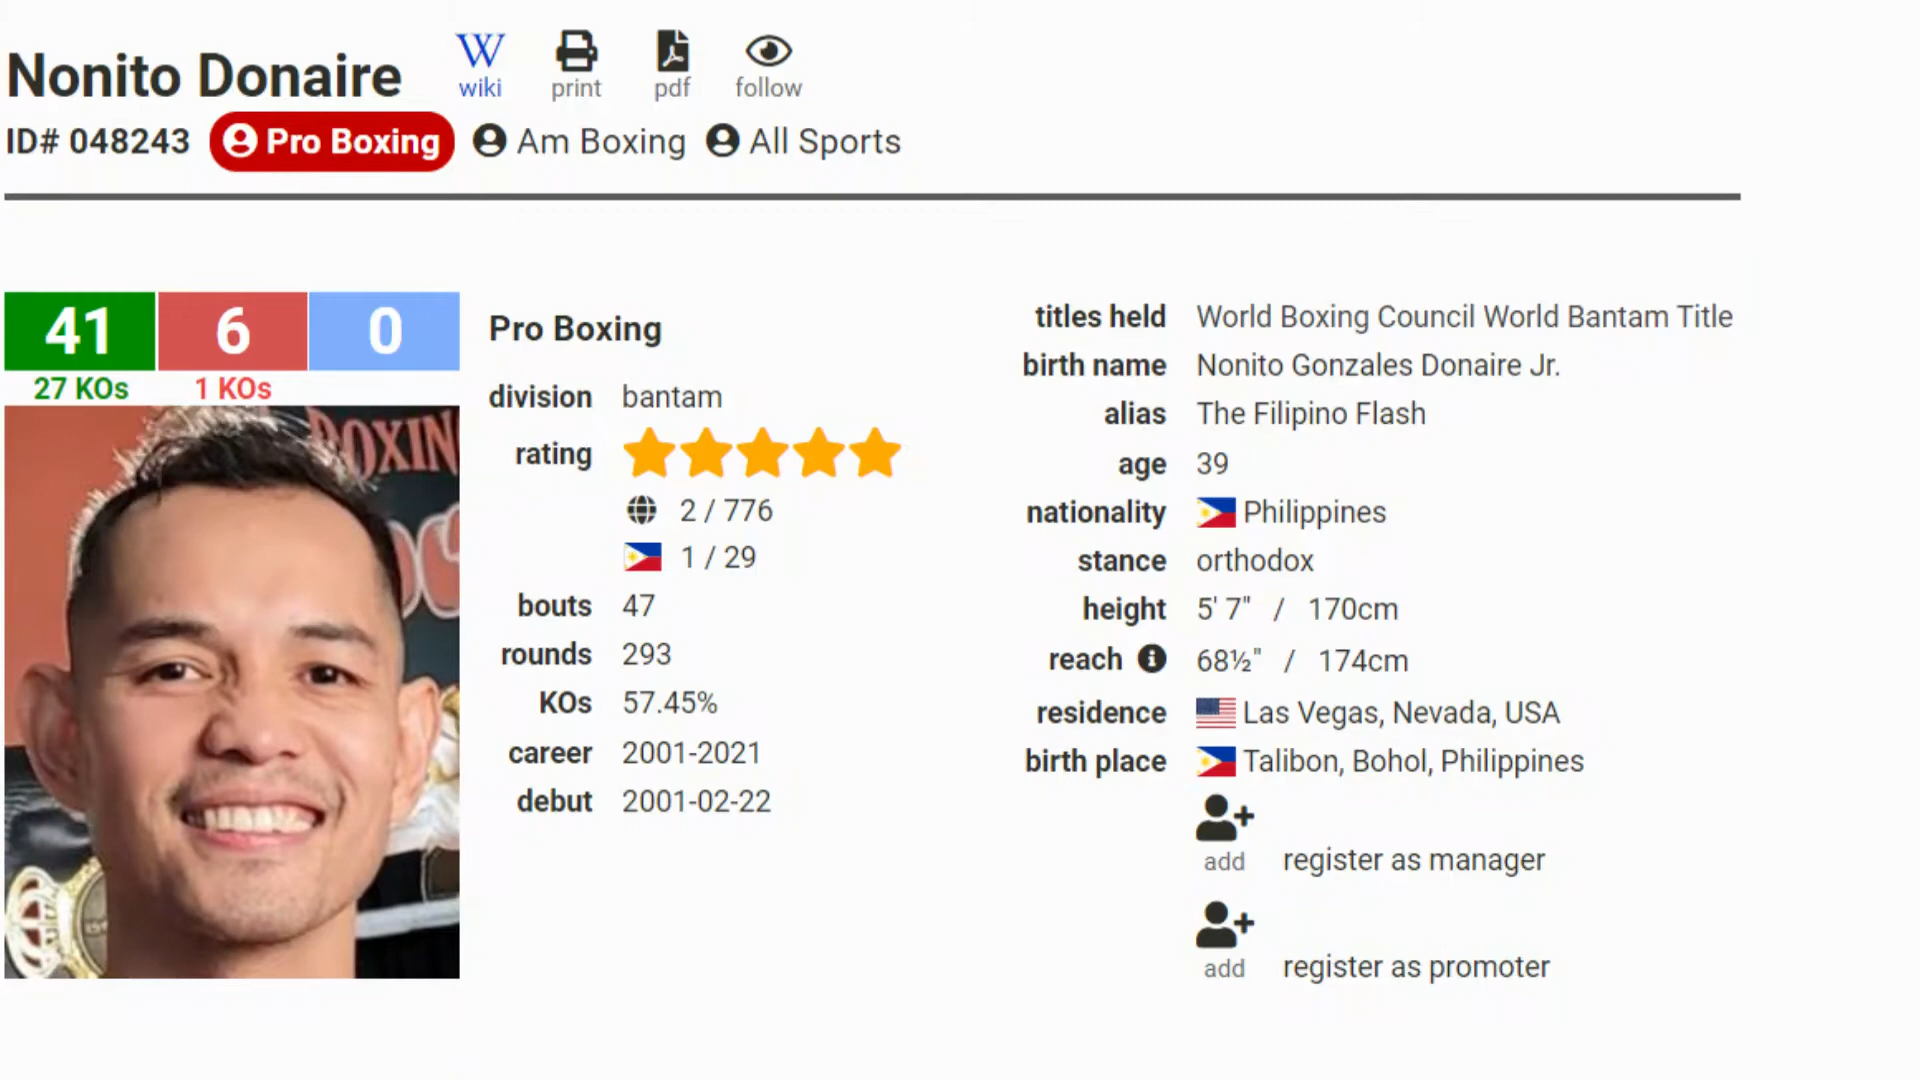 Nonito Donaire
wiki
print
pdf
follow
ID# 048243
Pro Boxing
Am Boxing
All Sports
41
6
0
27 KOs
1 KOs
BOXING
Pro Boxing
division bantam
rating
2 / 776
1 / 29
bouts 47
rounds 293
KOs 57.45%
career 2001-2021
debut 2001-02-22
titles held World Boxing Council World Bantam Title
birth name Nonito Gonzales Donaire Jr.
alias The Filipino Flash
age 39
nationality Philippines
stance orthodox
height 5' 7" / 170cm
reach 68½" / 174cm
residence Las Vegas, Nevada, USA
birth place Talibon, Bohol, Philippines
add register as manager
add register as promoter